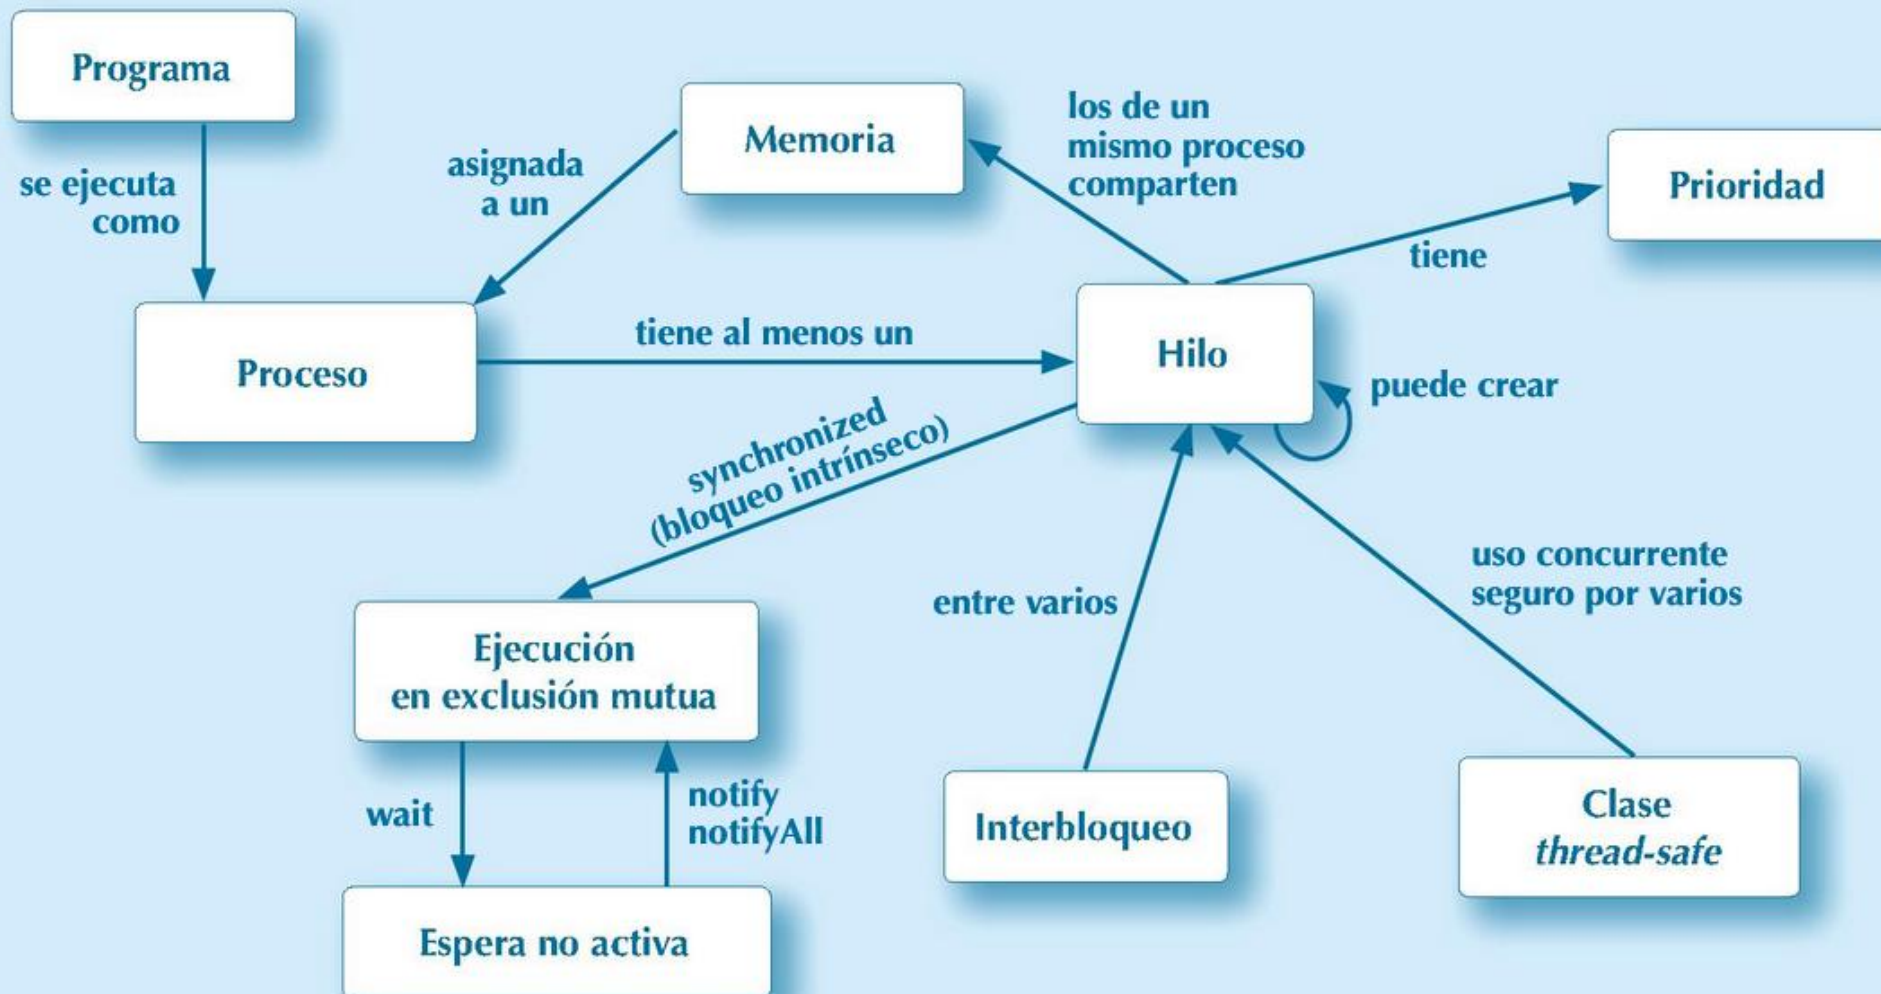 Programa
se ejecuta
como
Memoria
asignada
a un
los de un
mismo proceso
comparten
Prioridad
tiene
Proceso
tiene al menos un
Hilo
puede crear
synchronized
(bloqueo intrínseco)
Ejecución
en exclusión mutua
entre varios
uso concurrente
seguro por varios
wait
notify
notifyAll
Interbloqueo
Clase
thread-safe
Espera no activa